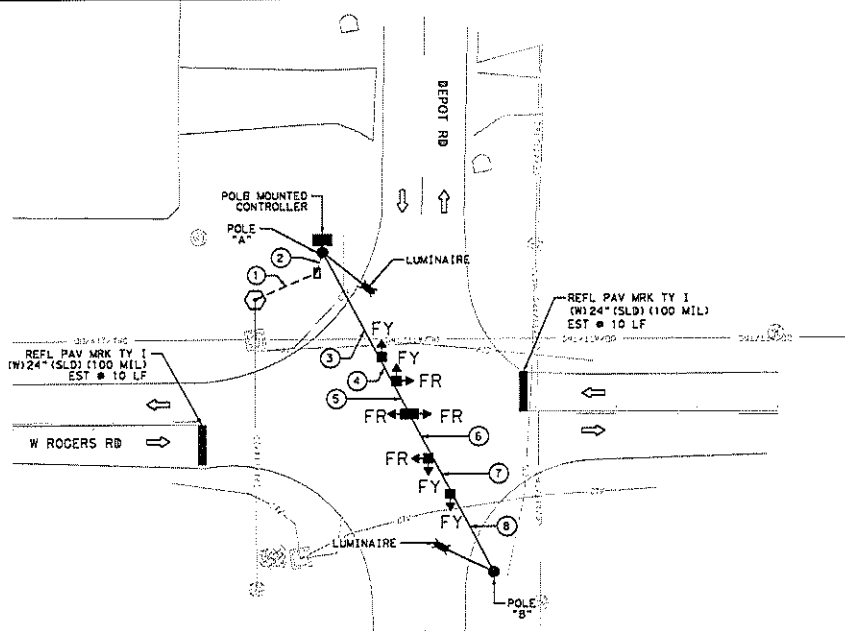 DEPOT RD
POLE MOUNTED
CONTROLLER
POLE
"A"
2
1
LUMINAIRE
REFL PAV MRK TY I
(W)24"(SLD)(100 MIL)
EST @ 10 LF
REFL PAV MRK TY I
(W)24"(SLD)(100 MIL)
EST @ 10 LF
3
FY
FY
4
FR
5
FR
FR
W ROGERS RD
6
FR
7
FY
FY
8
LUMINAIRE
POLE
"B"